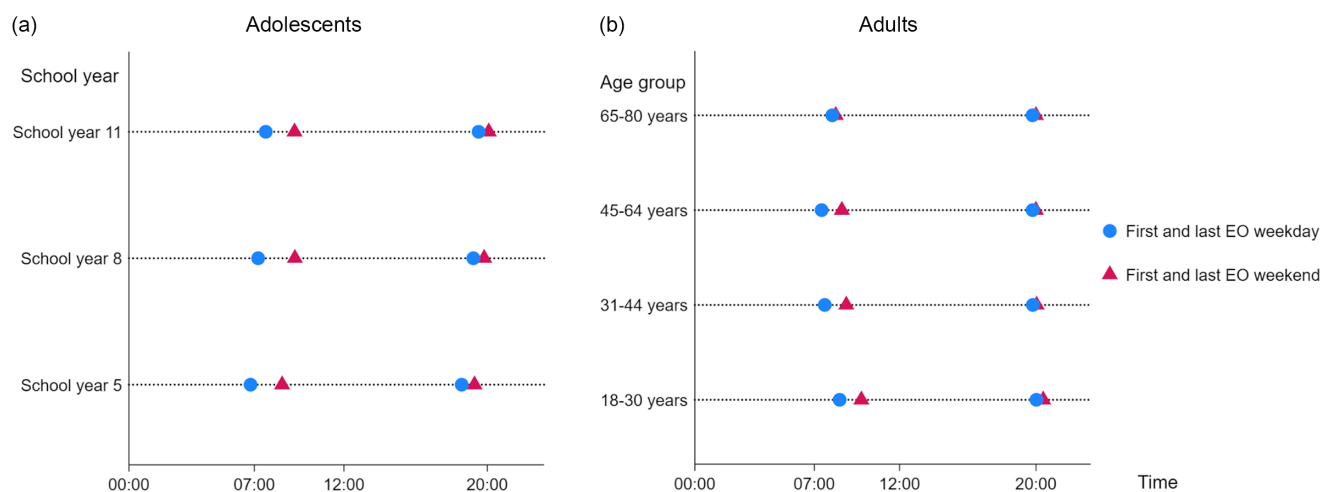 (a)
Adolescents
School year
School year 11
School year 8
School year 5
00:00 07:00 12:00 20:00
(b)
Adults
Age group
65-80 years
45-64 years
31-44 years
18-30 years
00:00 07:00 12:00 20:00
Time
First and last EO weekday
First and last EO weekend